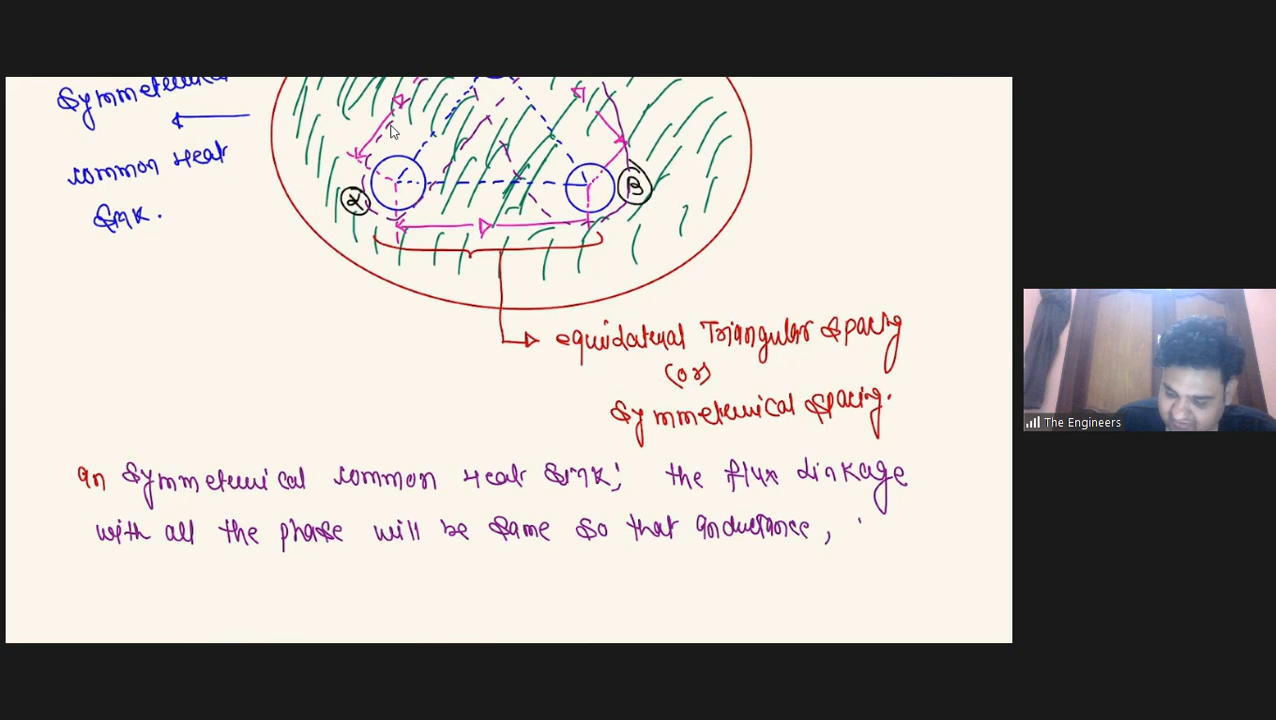 Symmetrical
common Heat
Sink.
α
β
equilateral Triangular Spacing
(or)
Symmetrical Spacing.
In Symmetrical common Heat Sink; the flux Linkage
with all the phase will be same so that Inductance,
The Engineers